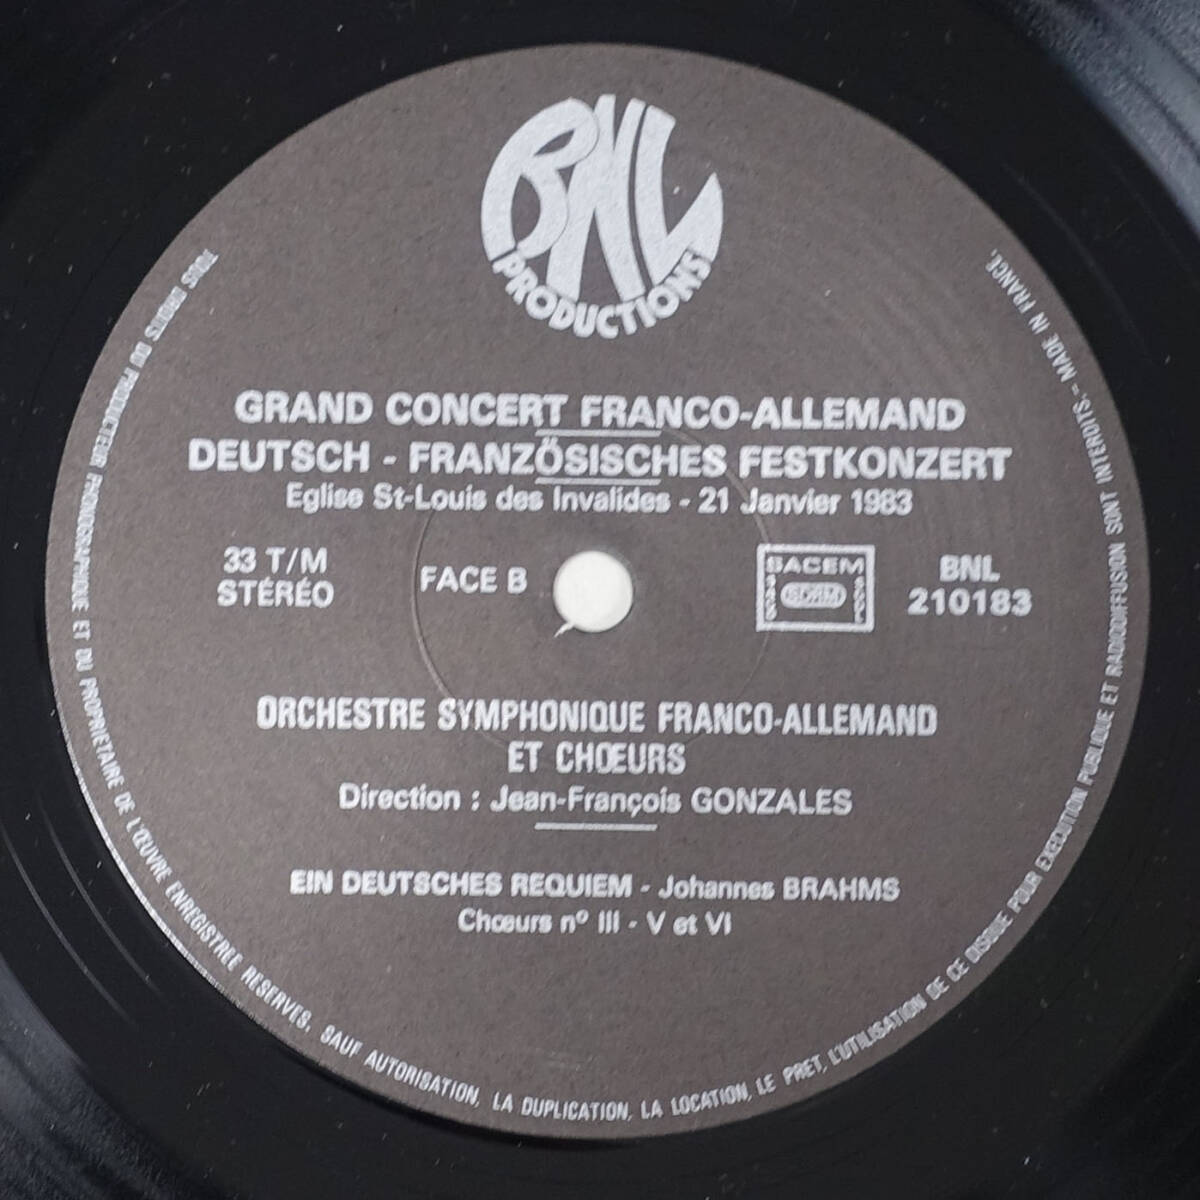 BNL
PRODUCTIONS
GRAND CONCERT FRANCO-ALLEMAND
DEUTSCH - FRANZÖSISCHES FESTKONZERT
Eglise St-Louis des Invalides - 21 Janvier 1983
33 T/M
STÉRÉO
FACE B
SACEM
SACD
SDRM
SGDL
BNL
210183
ORCHESTRE SYMPHONIQUE FRANCO-ALLEMAND
ET CHŒURS
Direction : Jean-François GONZALES
EIN DEUTSCHES REQUIEM - Johannes BRAHMS
Chœurs nº III - V et VI
TOUS DROITS DU PRODUCTEUR PHONOGRAPHIQUE ET DU PROPRIETAIRE DE L'ŒUVRE ENREGISTREE RESERVES. SAUF AUTORISATION, LA DUPLICATION, LA LOCATION, LE PRET, L'UTILISATION DE CE DISQUE POUR EXECUTION PUBLIQUE ET RADIODIFFUSION SONT INTERDITS. - MADE IN FRANCE.